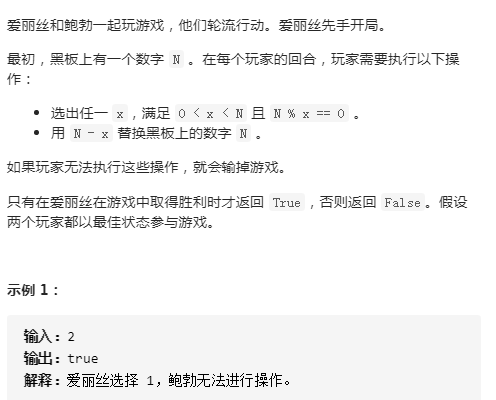 爱丽丝和鲍勃一起玩游戏，他们轮流行动。爱丽丝先手开局。
最初，黑板上有一个数字 N 。在每个玩家的回合，玩家需要执行以下操
作：
• 选出任一 x，满足 0 < x < N 且 N % x == 0 。
• 用 N - x 替换黑板上的数字 N 。
如果玩家无法执行这些操作，就会输掉游戏。
只有在爱丽丝在游戏中取得胜利时才返回 True，否则返回 False。假设
两个玩家都以最佳状态参与游戏。
示例 1：
输入：2
输出：true
解释：爱丽丝选择 1，鲍勃无法进行操作。